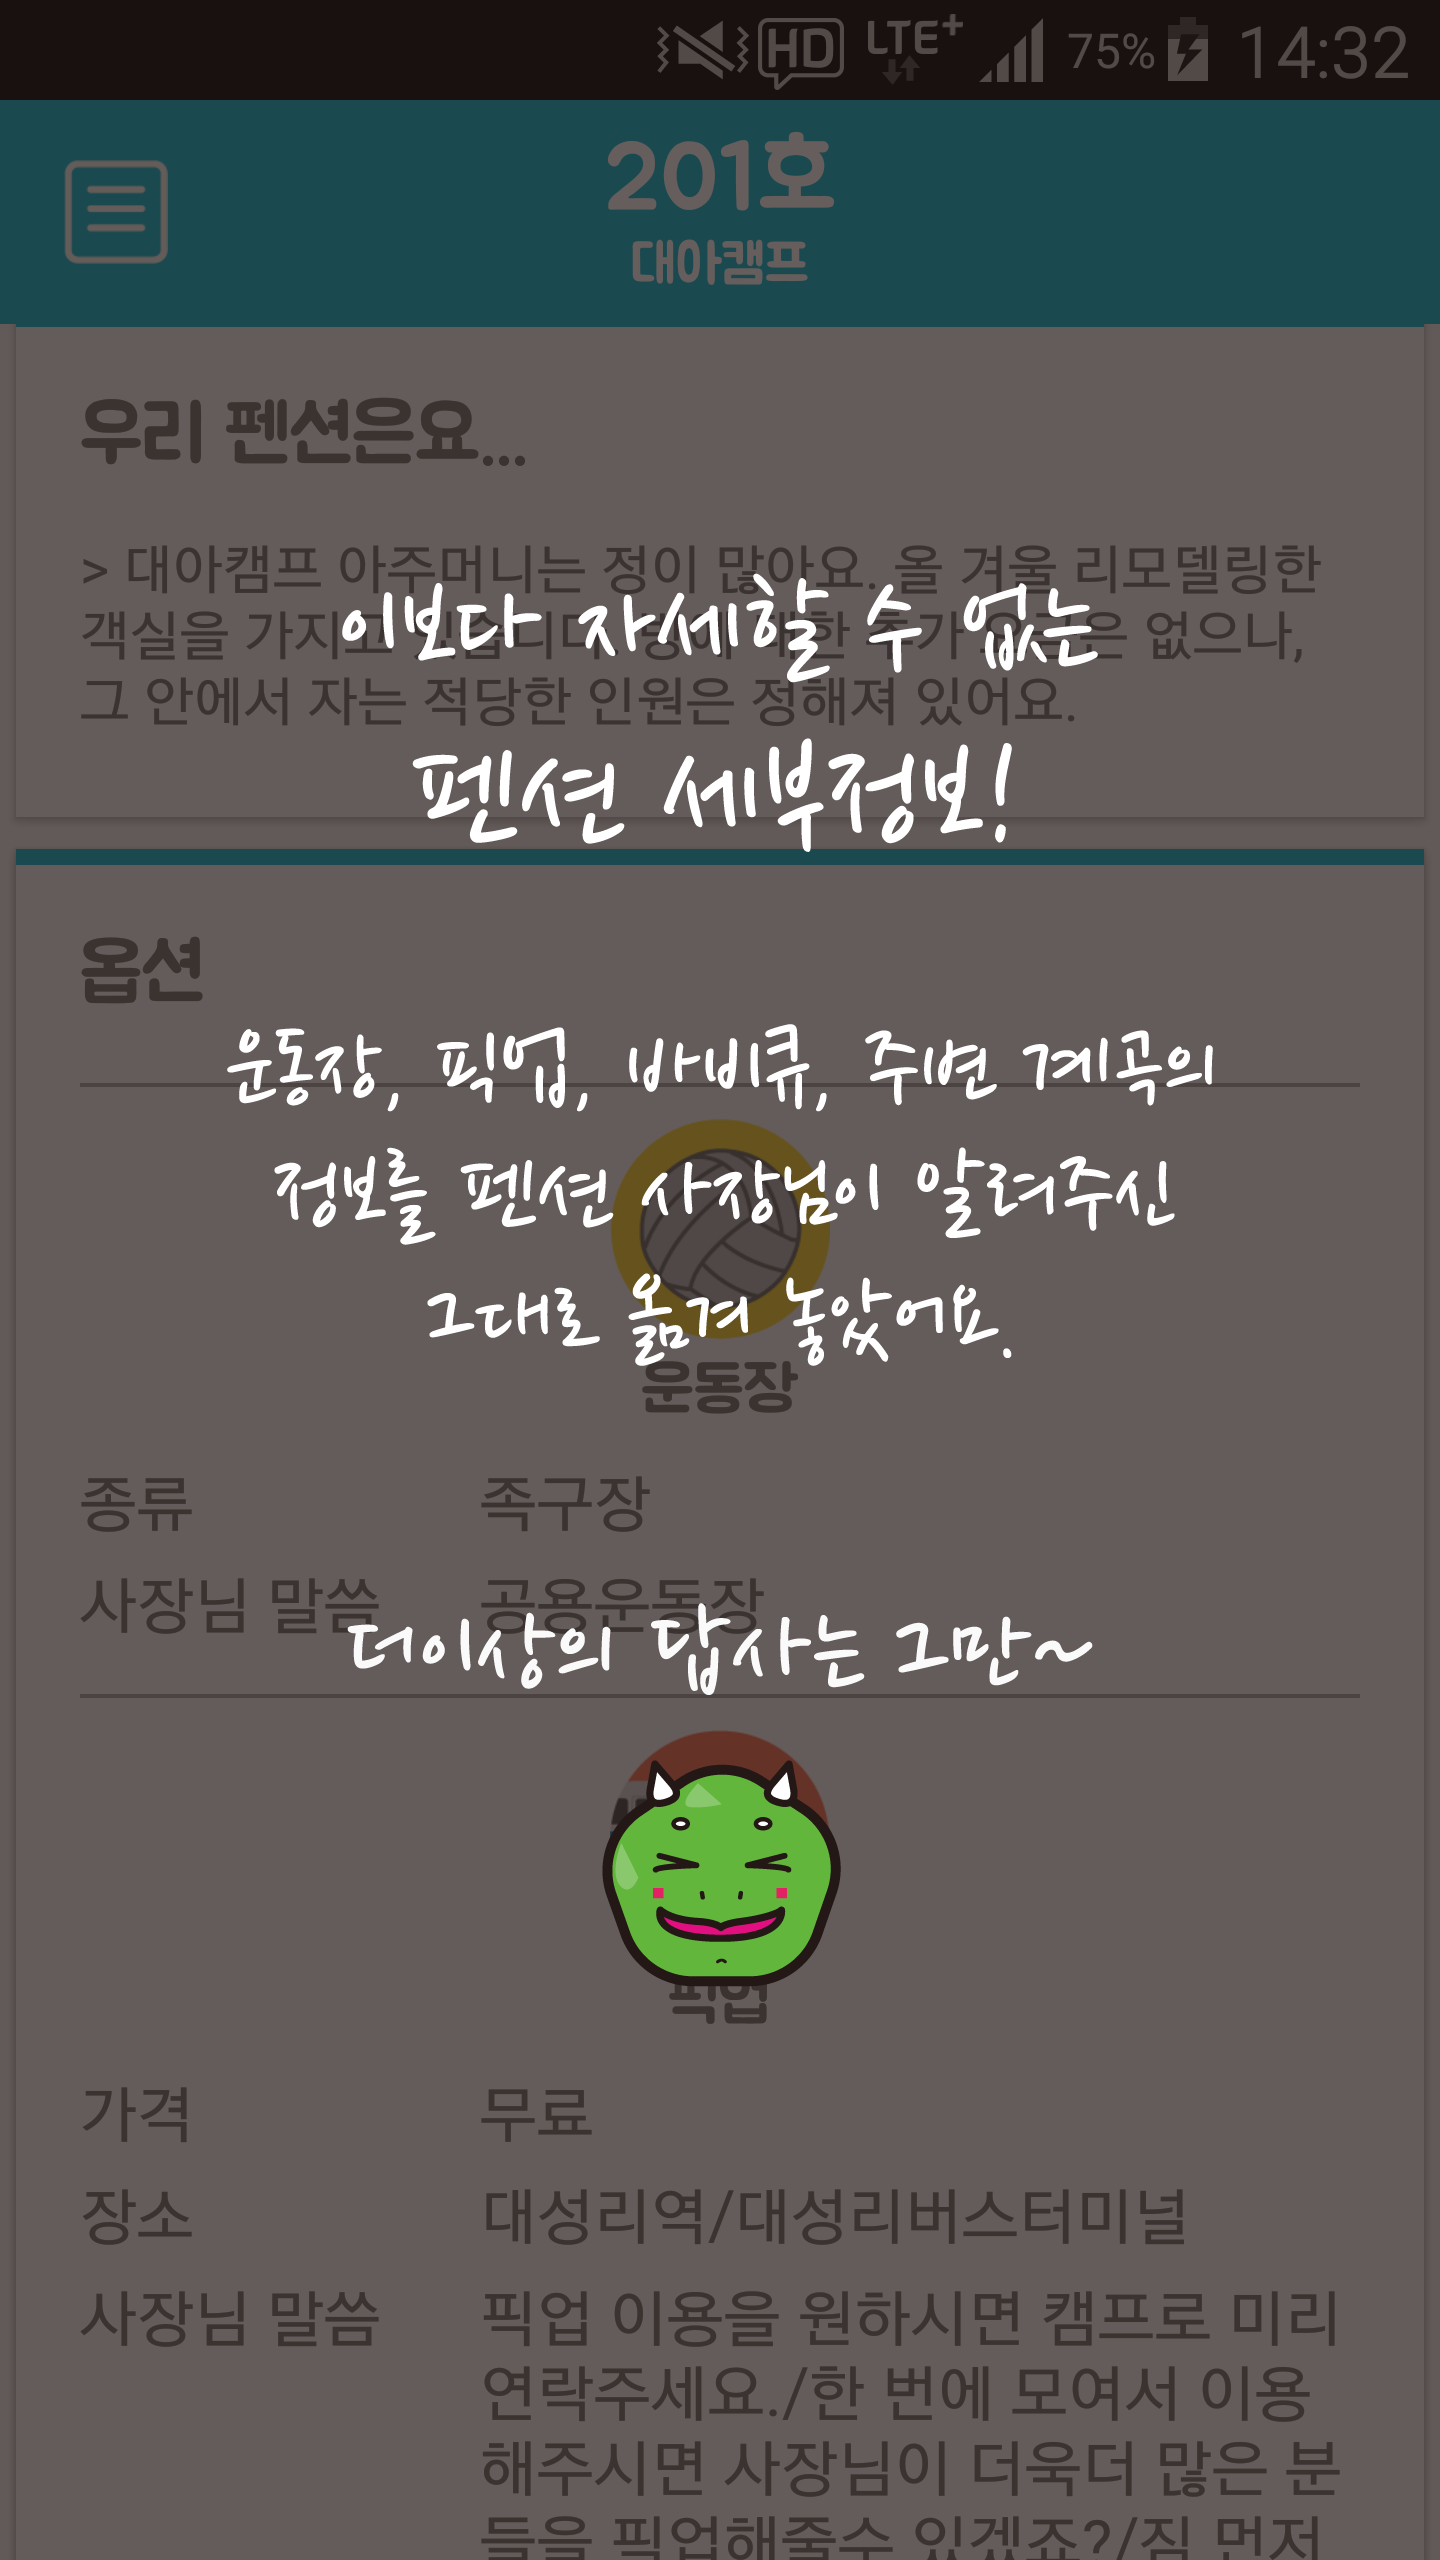 HD LTE+ 75% 14:32
201호
대아캠프
우리 펜션은요...
> 대아캠프 아주머니는 정이 많아요. 올 겨울 리모델링한
이보다 자세할 수 없는
객실을 가지고 있습니다. 방에 대한 추가 요금은 없으나,
그 안에서 자는 적당한 인원은 정해져 있어요.
펜션 세부정보!
옵션
운동장, 픽업, 바비큐, 주변 계곡의
정보를 펜션 사장님이 알려주신
그대로 옮겨 놓았어요.
운동장
종류 족구장
사장님 말씀 공용운동장
더이상의 답사는 그만~
픽업
가격 무료
장소 대성리역/대성리버스터미널
사장님 말씀 픽업 이용을 원하시면 캠프로 미리
연락주세요./한 번에 모여서 이용
해주시면 사장님이 더욱더 많은 분
들을 픽업해줄수 있겠죠?/짐 먼저